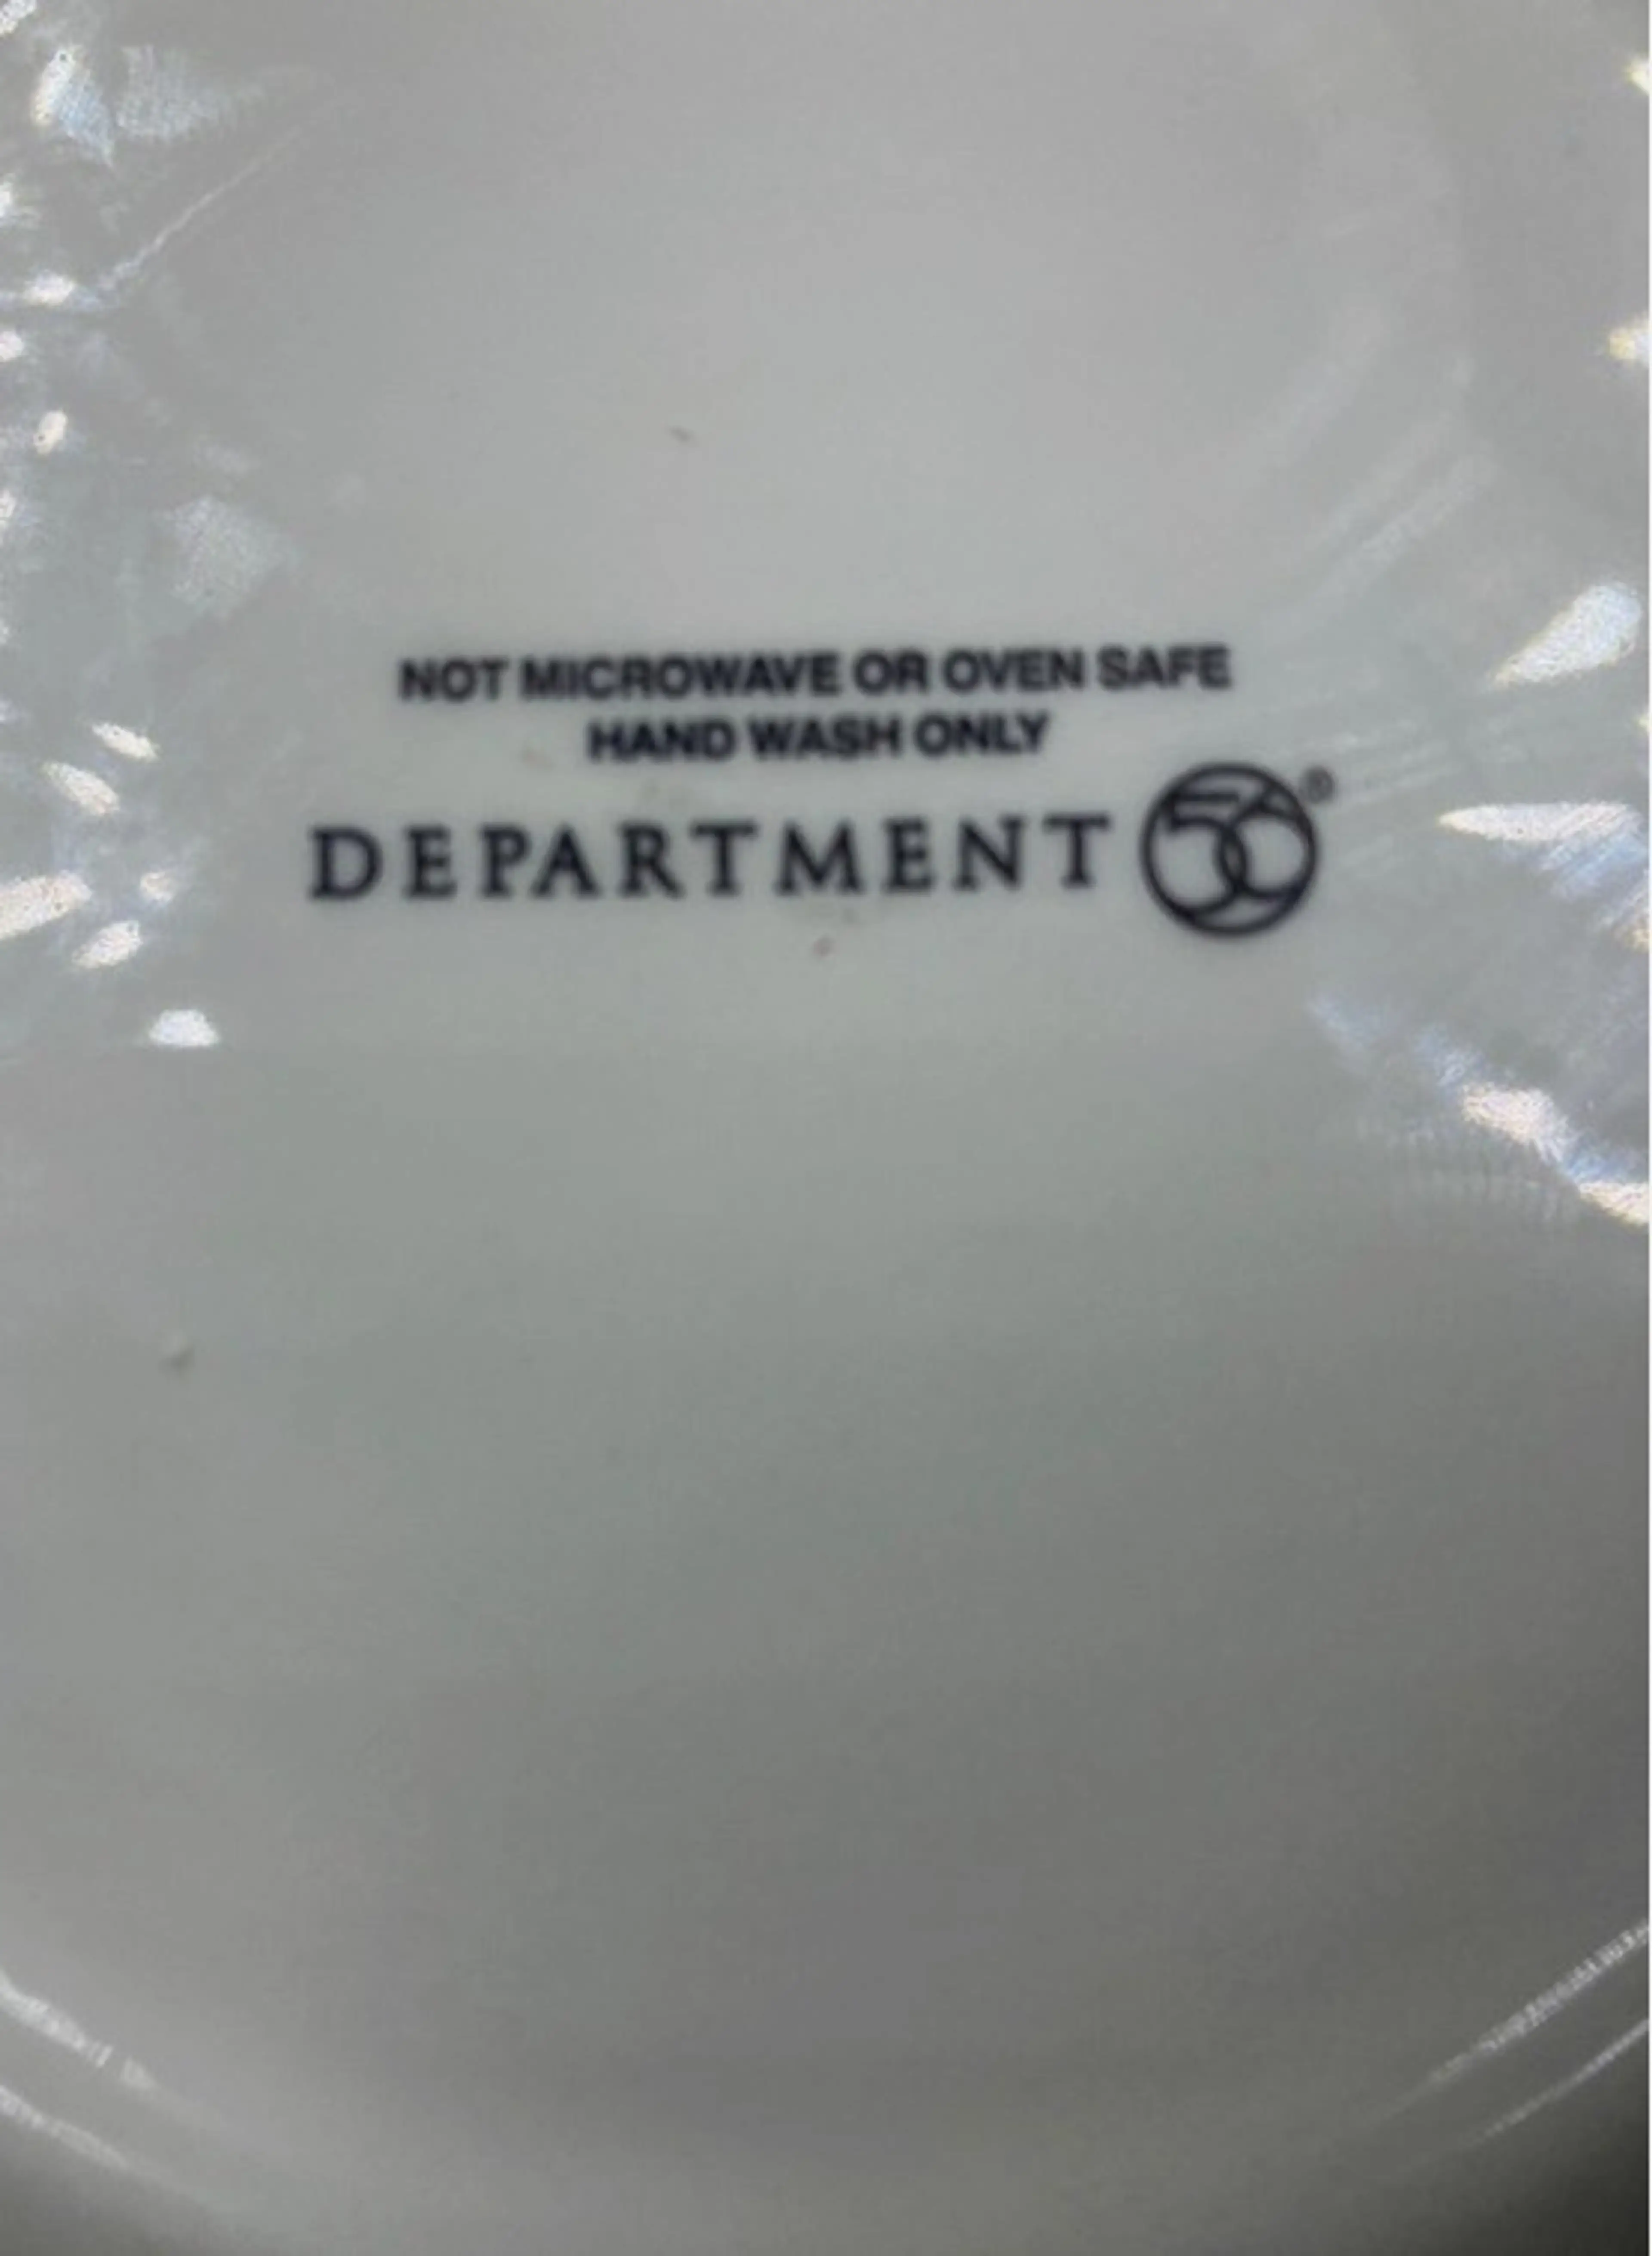 NOT MICROWAVE OR OVEN SAFE
HAND WASH ONLY
DEPARTMENT 56®